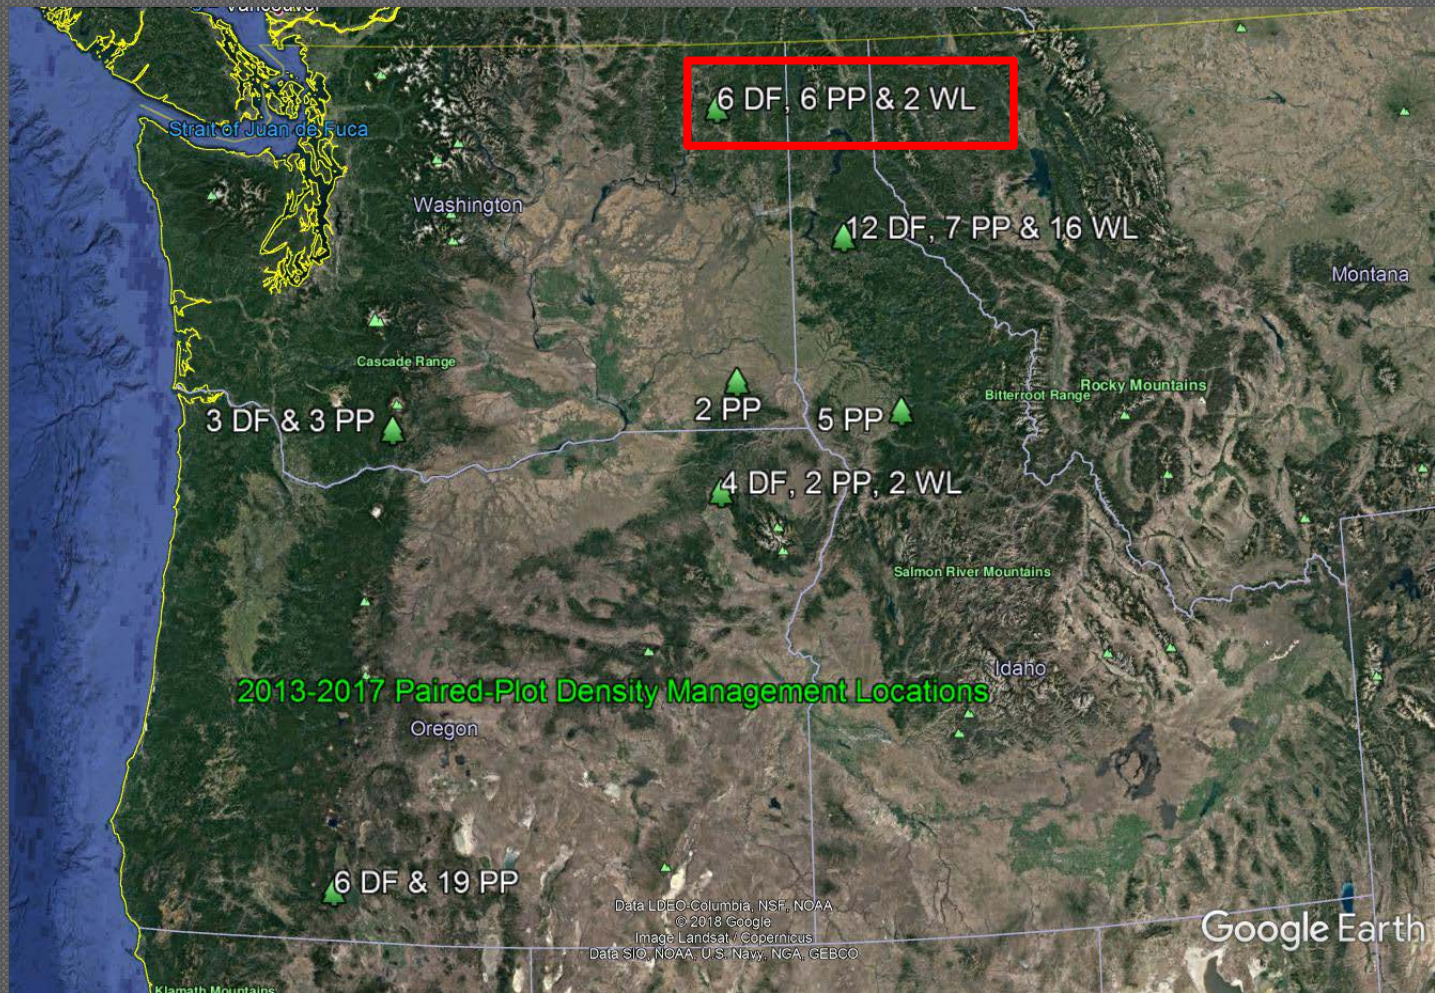 Vancouver
6 DF, 6 PP & 2 WL
Strait of Juan de Fuca
Washington
12 DF, 7 PP & 16 WL
Montana
Cascade Range
Rocky Mountains
Bitterroot Range
2 PP
3 DF & 3 PP
5 PP
4 DF, 2 PP, 2 WL
Salmon River Mountains
Idaho
2013-2017 Paired-Plot Density Management Locations
Oregon
6 DF & 19 PP
Data LDEO-Columbia, NSF, NOAA
© 2018 Google
Image Landsat / Copernicus
Data SIO, NOAA, U.S. Navy, NGA, GEBCO
Google Earth
Klamath Mountains